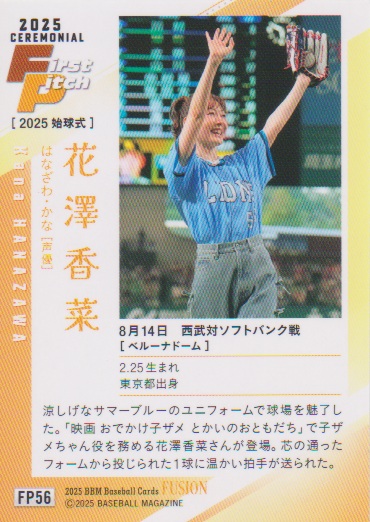 2025
CEREMONIAL
First
Pitch
[ 2025 始球式 ]
花澤香菜
はなざわ・かな [声優]
Kana HANAZAWA
8月14日 西武対ソフトバンク戦
[ ベルーナドーム ]
2.25 生まれ
東京都出身
涼しげなサマーブルーのユニフォームで球場を魅了し
た。「映画 おでかけ子ザメ とかいのおともだち」で子ザ
メちゃん役を務める花澤香菜さんが登場。芯の通った
フォームから投じられた1球に温かい拍手が送られた。
FP56
2025 BBM Baseball Cards FUSION
©2025 BASEBALL MAGAZINE